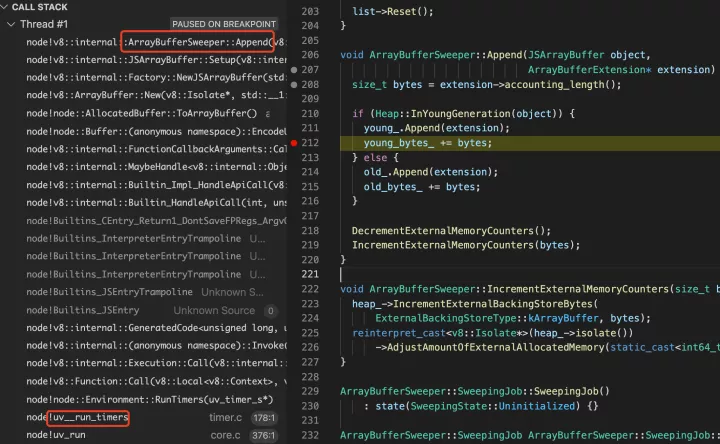 CALL STACK
Thread #1 PAUSED ON BREAKPOINT
node!v8::internal::ArrayBufferSweeper::Append(v8
node!v8::internal::JSArrayBuffer::Setup(v8::inte
node!v8::internal::Factory::NewJSArrayBuffer(std
node!v8::ArrayBuffer::New(v8::Isolate*, std::__1:
node!node::AllocatedBuffer::ToArrayBuffer() a
node!node::Buffer::(anonymous namespace)::EncodeU
node!v8::internal::FunctionCallbackArguments::Cal
node!v8::internal::MaybeHandle<v8::internal::Obje
node!v8::internal::Builtin_Impl_HandleApiCall(v8:
node!v8::internal::Builtin_HandleApiCall(int, uns
node!Builtins_CEntry_Return1_DontSaveFPRegs_ArgvO
node!Builtins_InterpreterEntryTrampoline U...
node!Builtins_InterpreterEntryTrampoline U...
node!Builtins_InterpreterEntryTrampoline U...
node!Builtins_JSEntryTrampoline Unknown S...
node!Builtins_JSEntry Unknown Source 0
node!v8::internal::GeneratedCode<unsigned long, u
node!v8::internal::(anonymous namespace)::Invoke(
node!v8::internal::Execution::Call(v8::internal::
node!v8::Function::Call(v8::Local<v8::Context>, v
node!node::Environment::RunTimers(uv_timer_s*)
node!uv__run_timers timer.c 178:1
node!uv_run core.c 376:1
203 list->Reset();
204 }
205
206 void ArrayBufferSweeper::Append(JSArrayBuffer object,
207 ArrayBufferExtension* extension)
208 size_t bytes = extension->accounting_length();
209
210 if (Heap::InYoungGeneration(object)) {
211 young_.Append(extension);
212 young_bytes_ += bytes;
213 } else {
214 old_.Append(extension);
215 old_bytes_ += bytes;
216 }
217
218 DecrementExternalMemoryCounters();
219 IncrementExternalMemoryCounters(bytes);
220 }
221
222 void ArrayBufferSweeper::IncrementExternalMemoryCounters(size_t b
223 heap_->IncrementExternalBackingStoreBytes(
224 ExternalBackingStoreType::kArrayBuffer, bytes);
225 reinterpret_cast<v8::Isolate*>(heap_->isolate())
226 ->AdjustAmountOfExternalAllocatedMemory(static_cast<int64_t
227 }
228
229 ArrayBufferSweeper::SweepingJob::SweepingJob()
230 : state(SweepingState::Uninitialized) {}
231
232 ArrayBufferSweeper::SweepingJob ArrayBufferSweeper::SweepingJob: